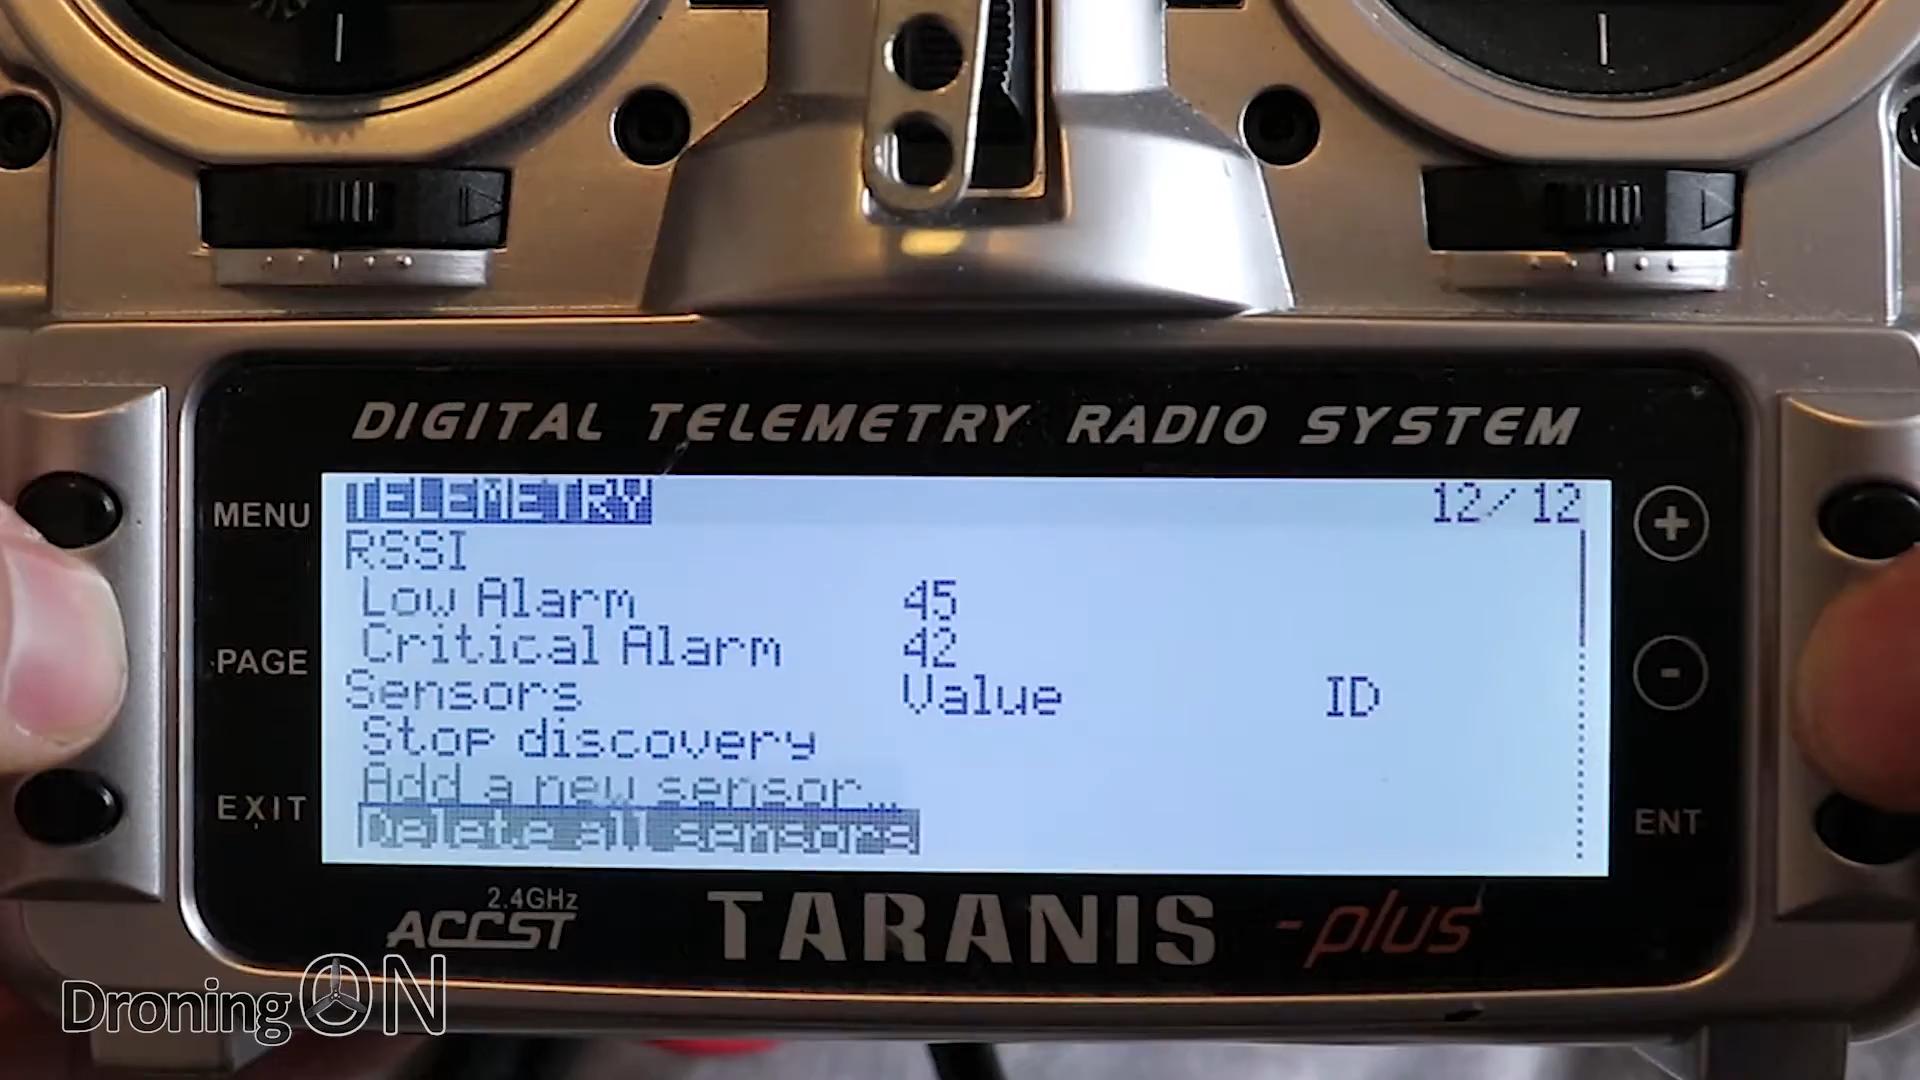 DIGITAL TELEMETRY RADIO SYSTEM
MENU
PAGE
EXIT
TELEMETRY 12/12
RSSI
Low Alarm 45
Critical Alarm 42
Sensors Value ID
Stop discovery
Add a new sensor...
Delete all sensors
+
-
ENT
2.4GHz
ACCST
TARANIS -plus
DroningON